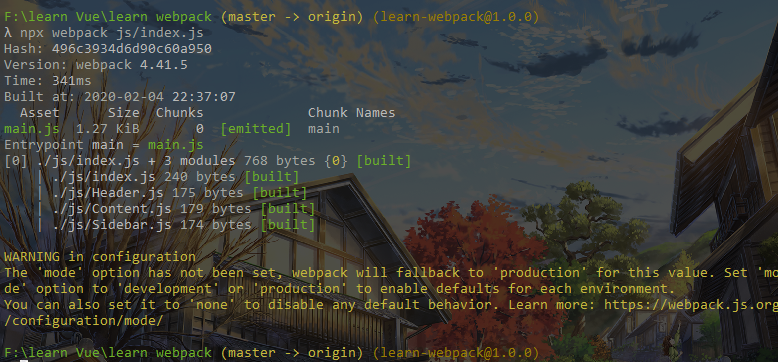 F:\learn Vue\learn webpack (master -> origin) (learn-webpack@1.0.0)
λ npx webpack js/index.js
Hash: 496c3934d6d90c60a950
Version: webpack 4.41.5
Time: 341ms
Built at: 2020-02-04 22:37:07
Asset Size Chunks Chunk Names
main.js 1.27 KiB 0 [emitted] main
Entrypoint main = main.js
[0] ./js/index.js + 3 modules 768 bytes {0} [built]
| ./js/index.js 240 bytes [built]
| ./js/Header.js 175 bytes [built]
| ./js/Content.js 179 bytes [built]
| ./js/Sidebar.js 174 bytes [built]
WARNING in configuration
The 'mode' option has not been set, webpack will fallback to 'production' for this value. Set 'mo
de' option to 'development' or 'production' to enable defaults for each environment.
You can also set it to 'none' to disable any default behavior. Learn more: https://webpack.js.org
/configuration/mode/
F:\learn Vue\learn webpack (master -> origin) (learn-webpack@1.0.0)